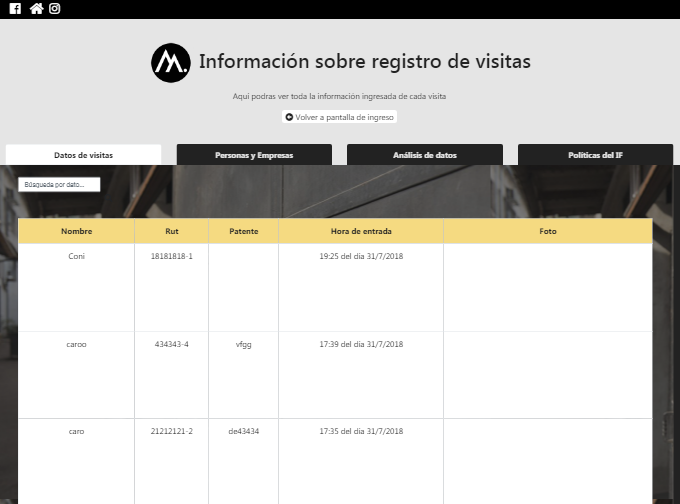 M.
Información sobre registro de visitas
Aquí podras ver toda la información ingresada de cada visita
Volver a pantalla de ingreso
Datos de visitas Personas y Empresas Análisis de datos Políticas del IF
Búsqueda por dato...
Nombre Rut Patente Hora de entrada Foto
Coni 18181818-1 19:25 del día 31/7/2018
caroo 434343-4 vfgg 17:39 del día 31/7/2018
caro 21212121-2 de43434 17:35 del día 31/7/2018